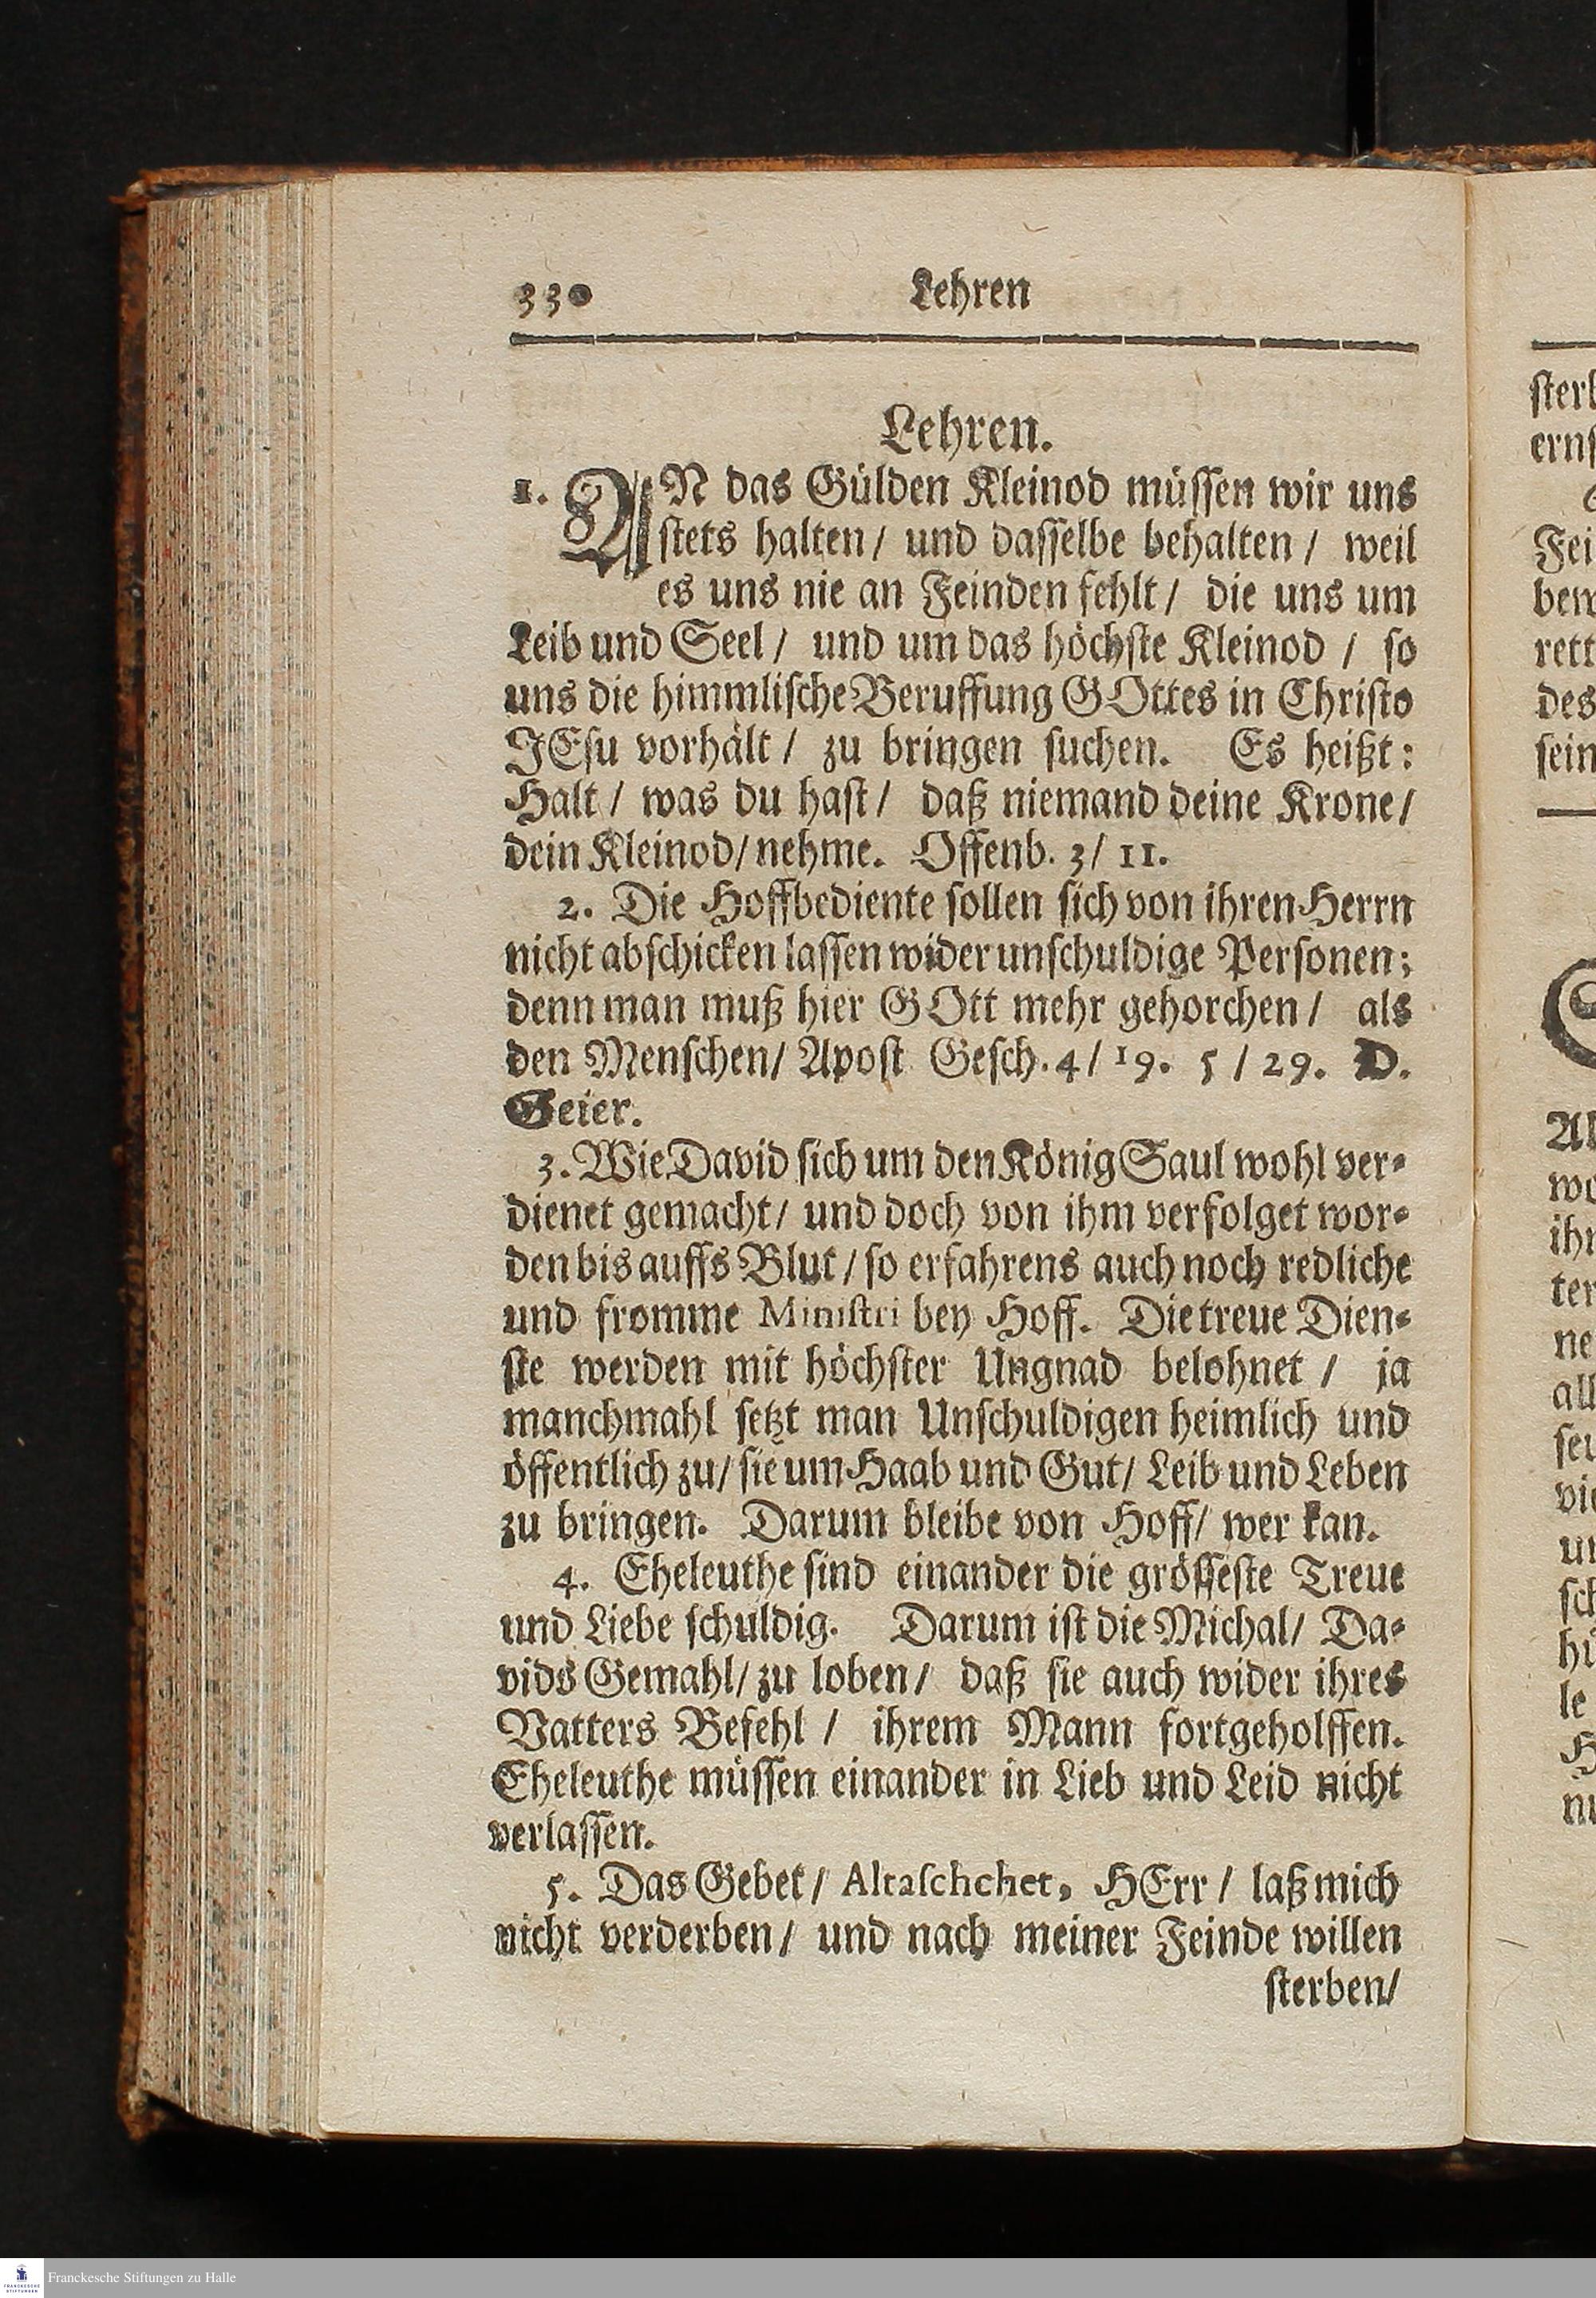 330 Lehren
Lehren.
1. AN das Gülden Kleinod müssen wir uns
stets halten / und dasselbe behalten / weil
es uns nie an Feinden fehlt / die uns um
Leib und Seel / und um das höchste Kleinod / so
uns die himmlische Beruffung GOttes in Christo
JEsu vorhält / zu bringen suchen. Es heißt:
Halt / was du hast / daß niemand deine Krone /
dein Kleinod / nehme. Offenb. 3 / 11.
2. Die Hoffbediente sollen sich von ihren Herrn
nicht abschicken lassen wider unschuldige Personen;
denn man muß hier GOtt mehr gehorchen / als
den Menschen / Apost Gesch. 4 / 19. 5 / 29. D.
Geier.
3. Wie David sich um den König Saul wohl ver-
dienet gemacht / und doch von ihm verfolget wor-
den bis auffs Blut / so erfahrens auch noch redliche
und fromme Ministri bey Hoff. Die treue Dien-
ste werden mit höchster Ungnad belohnet / ja
manchmahl setzt man Unschuldigen heimlich und
öffentlich zu / sie um Haab und Gut / Leib und Leben
zu bringen. Darum bleibe von Hoff / wer kan.
4. Eheleuthe sind einander die grösseste Treue
und Liebe schuldig. Darum ist die Michal / Da-
vids Gemahl / zu loben / daß sie auch wider ihres
Vatters Befehl / ihrem Mann fortgeholffen.
Eheleuthe müssen einander in Lieb und Leid nicht
verlassen.
5. Das Gebet / Altaschchet, HErr / laß mich
nicht verderben / und nach meiner Feinde willen
sterben /
Franckesche Stiftungen zu Halle